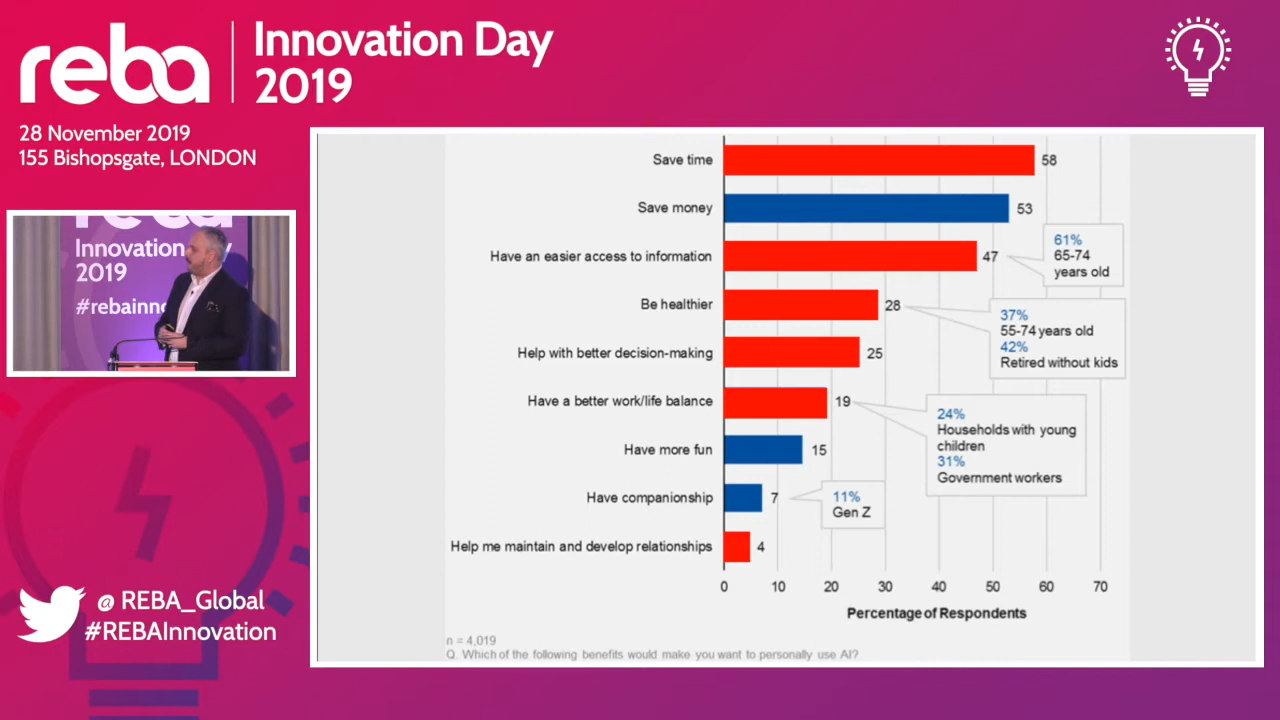 reba
Innovation Day
2019
28 November 2019
155 Bishopsgate, LONDON
reba
Innovation Day
2019
#rebainno
@ REBA_Global
#REBAInnovation
Save time
58
Save money
53
Have an easier access to information
47
61%
65-74
years old
Be healthier
28
37%
55-74 years old
42%
Retired without kids
Help with better decision-making
25
Have a better work/life balance
19
24%
Households with young
children
31%
Government workers
Have more fun
15
Have companionship
7
11%
Gen Z
Help me maintain and develop relationships
4
0 10 20 30 40 50 60 70
Percentage of Respondents
n = 4,019
Q. Which of the following benefits would make you want to personally use AI?